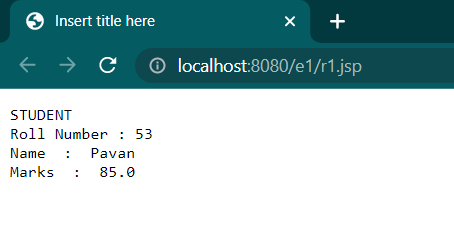 Insert title here
localhost:8080/e1/r1.jsp
STUDENT
Roll Number : 53
Name  :  Pavan
Marks  :  85.0